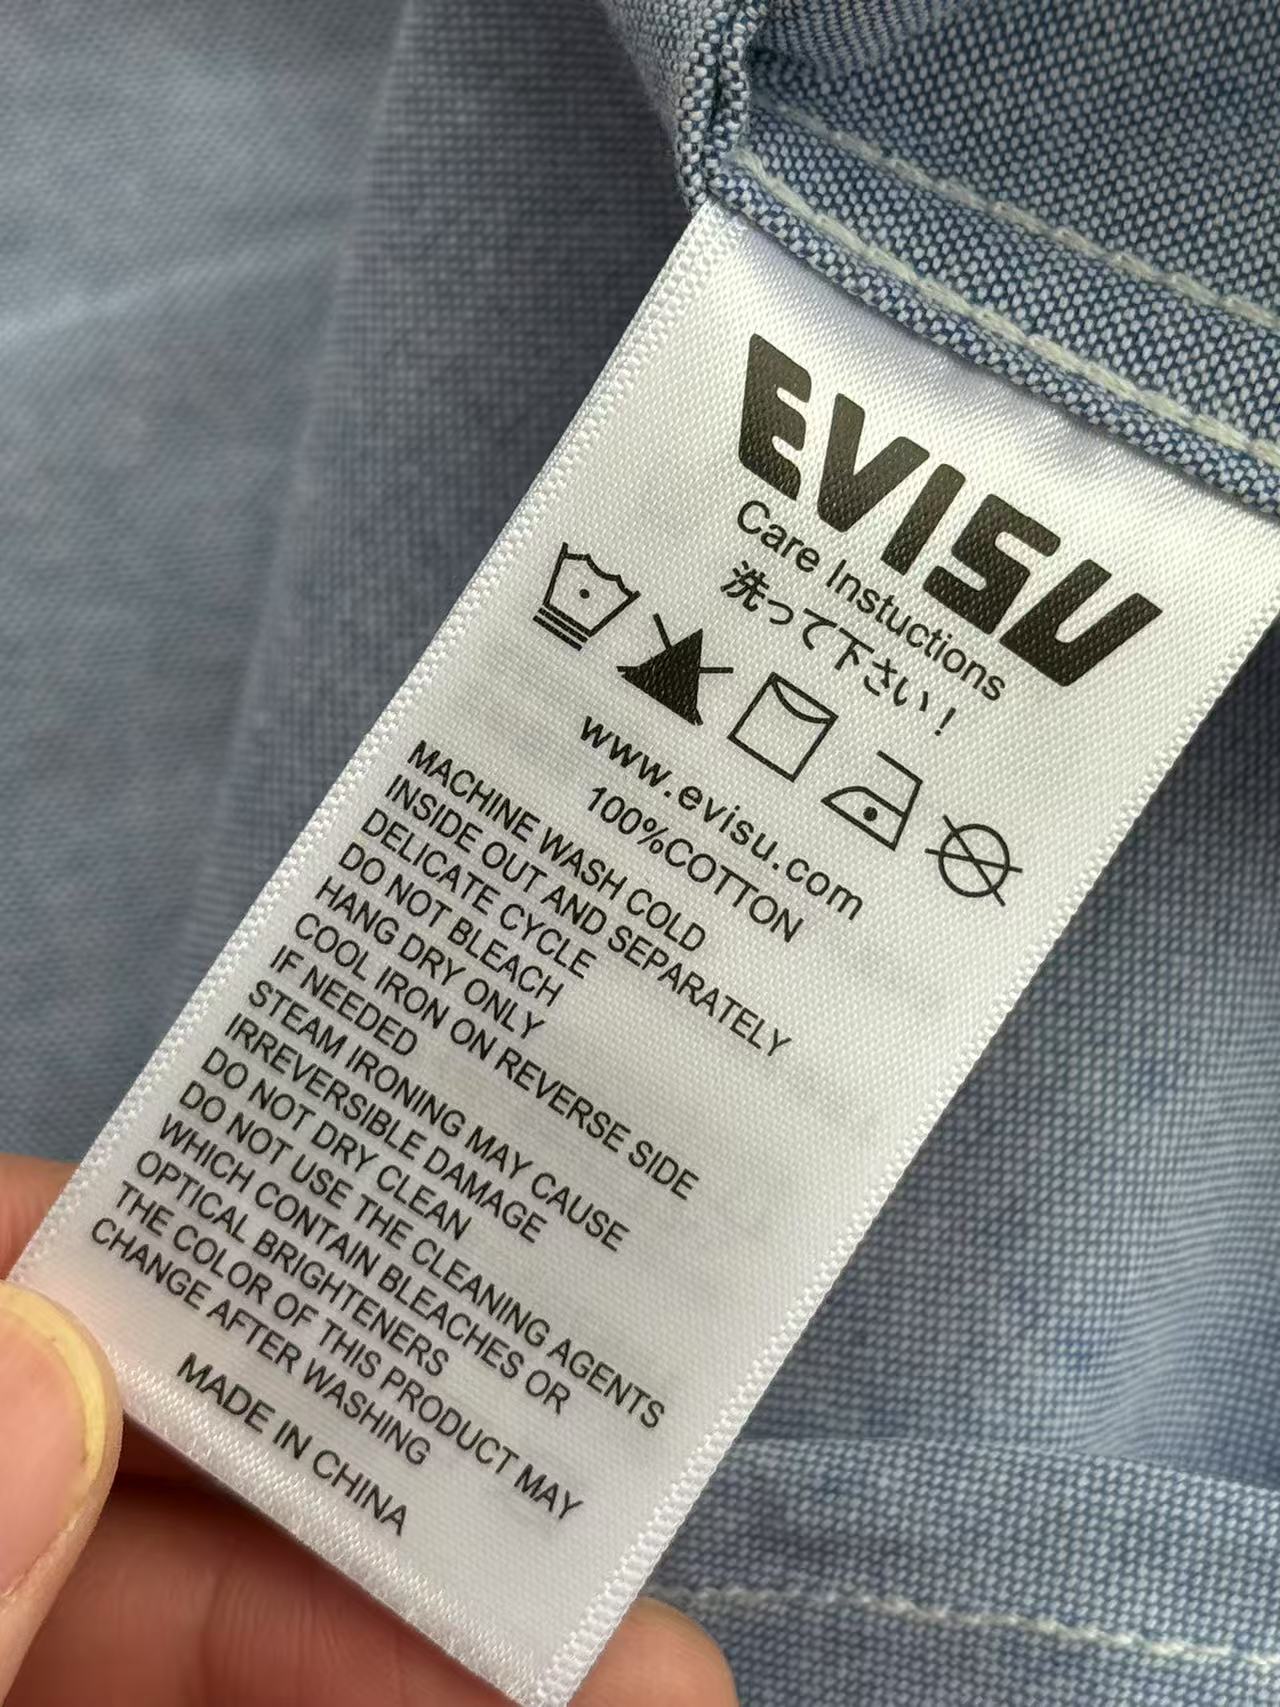 EVISU
Care Instuctions
洗って下さい!
www.evisu.com
100%COTTON
MACHINE WASH COLD
INSIDE OUT AND SEPARATELY
DELICATE CYCLE
DO NOT BLEACH
HANG DRY ONLY
COOL IRON ON REVERSE SIDE
IF NEEDED
STEAM IRONING MAY CAUSE
IRREVERSIBLE DAMAGE
DO NOT DRY CLEAN
DO NOT USE THE CLEANING AGENTS
WHICH CONTAIN BLEACHES OR
OPTICAL BRIGHTENERS
THE COLOR OF THIS PRODUCT MAY
CHANGE AFTER WASHING
MADE IN CHINA